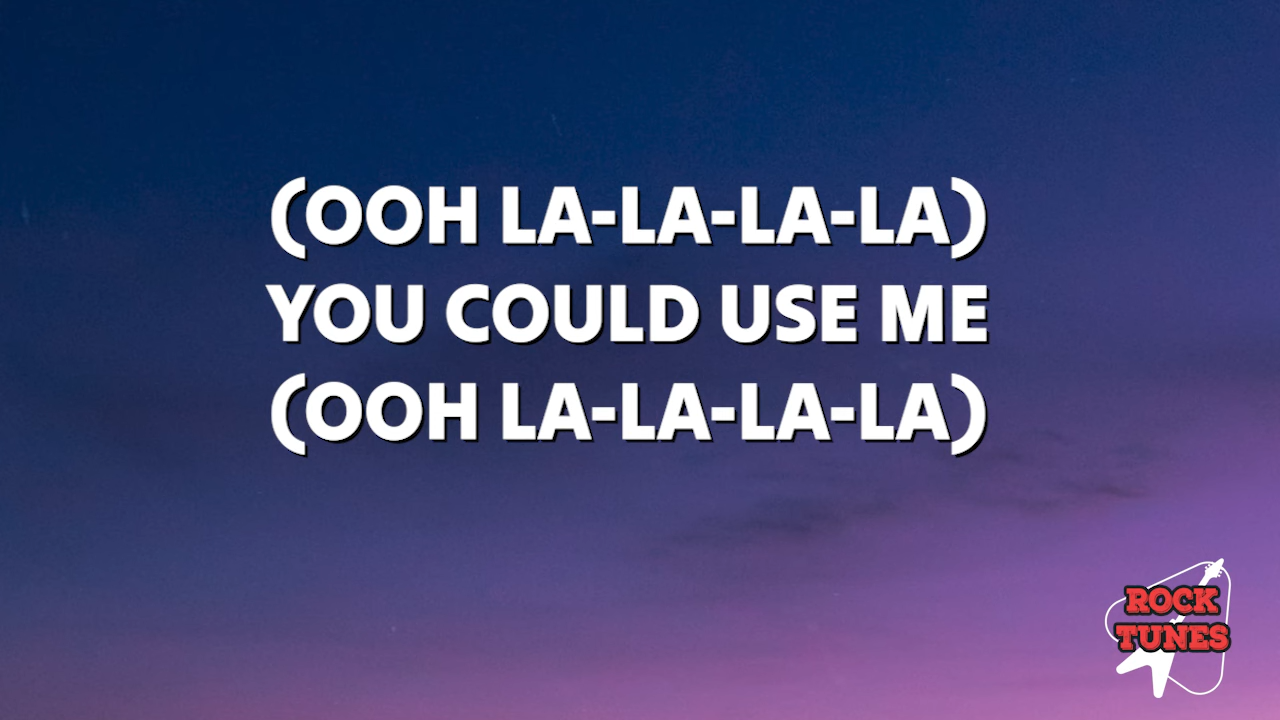 (OOH LA-LA-LA-LA)
YOU COULD USE ME
(OOH LA-LA-LA-LA)
ROCK
TUNES